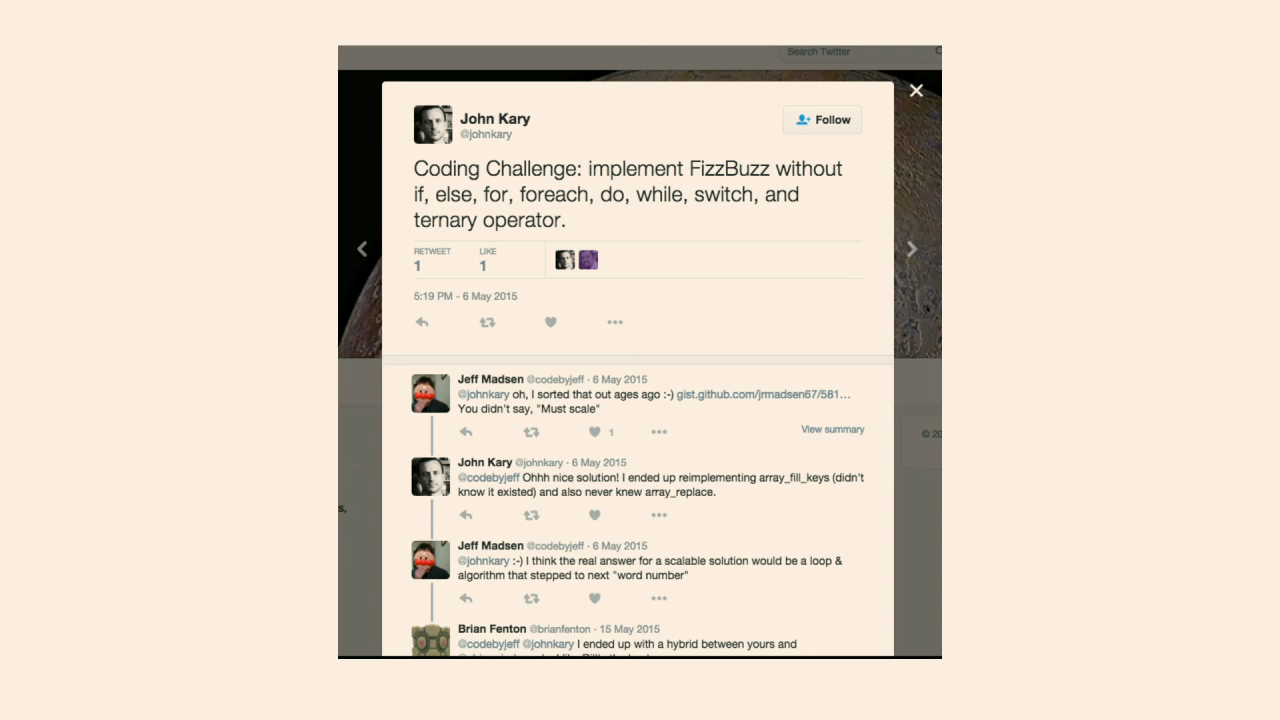 Search Twitter
John Kary
@johnkary
Follow
Coding Challenge: implement FizzBuzz without
if, else, for, foreach, do, while, switch, and
ternary operator.
RETWEET LIKE
1 1
5:19 PM - 6 May 2015
Jeff Madsen @codebyjeff · 6 May 2015
@johnkary oh, I sorted that out ages ago :-) gist.github.com/jrmadsen67/581…
You didn't say, "Must scale"
1
View summary
© 20
John Kary @johnkary · 6 May 2015
@codebyjeff Ohhh nice solution! I ended up reimplementing array_fill_keys (didn't
know it existed) and also never knew array_replace.
s,
Jeff Madsen @codebyjeff · 6 May 2015
@johnkary :-) I think the real answer for a scalable solution would be a loop &
algorithm that stepped to next "word number"
Brian Fenton @brianfenton · 15 May 2015
@codebyjeff @johnkary I ended up with a hybrid between yours and